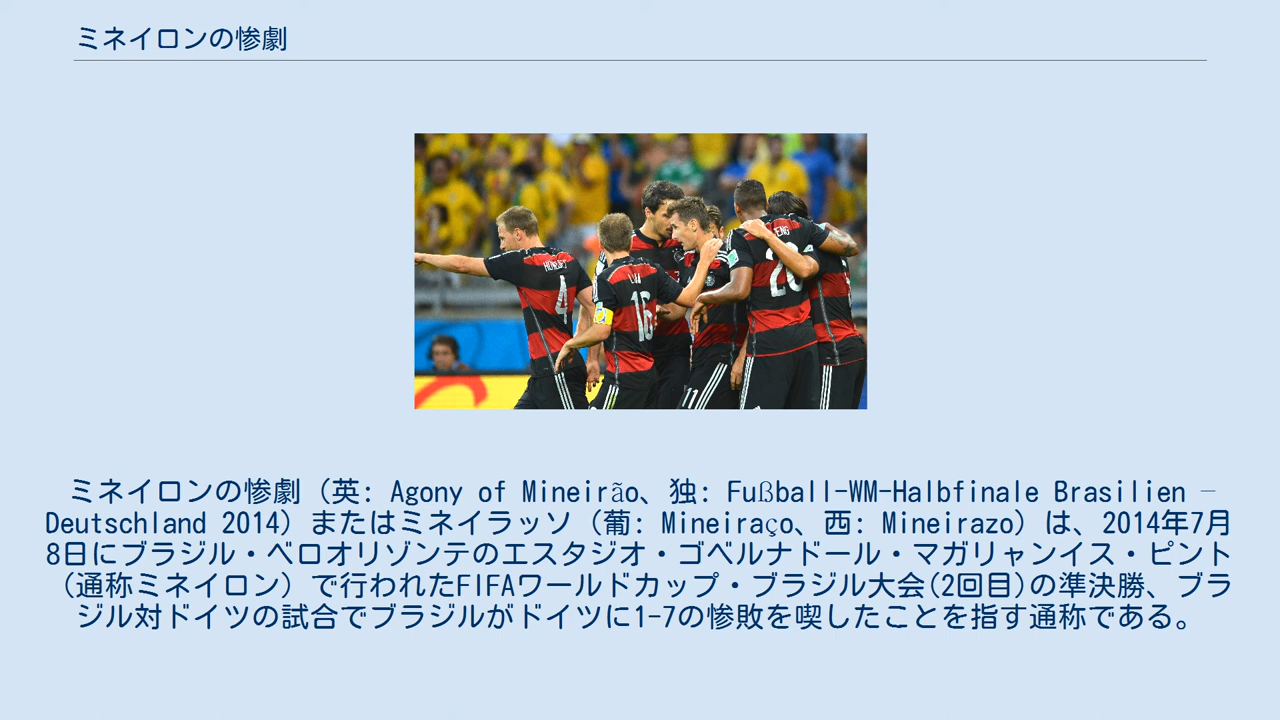 ミネイロンの惨劇
4
16
20
11
ミネイロンの惨劇（英: Agony of Mineirão、独: Fußball-WM-Halbfinale Brasilien –
Deutschland 2014）またはミネイラッソ（葡: Mineiraço、西: Mineirazo）は、2014年7月
8日にブラジル・ベロオリゾンテのエスタジオ・ゴベルナドール・マガリャンイス・ピント
（通称ミネイロン）で行われたFIFAワールドカップ・ブラジル大会(2回目)の準決勝、ブラ
ジル対ドイツの試合でブラジルがドイツに1-7の惨敗を喫したことを指す通称である。